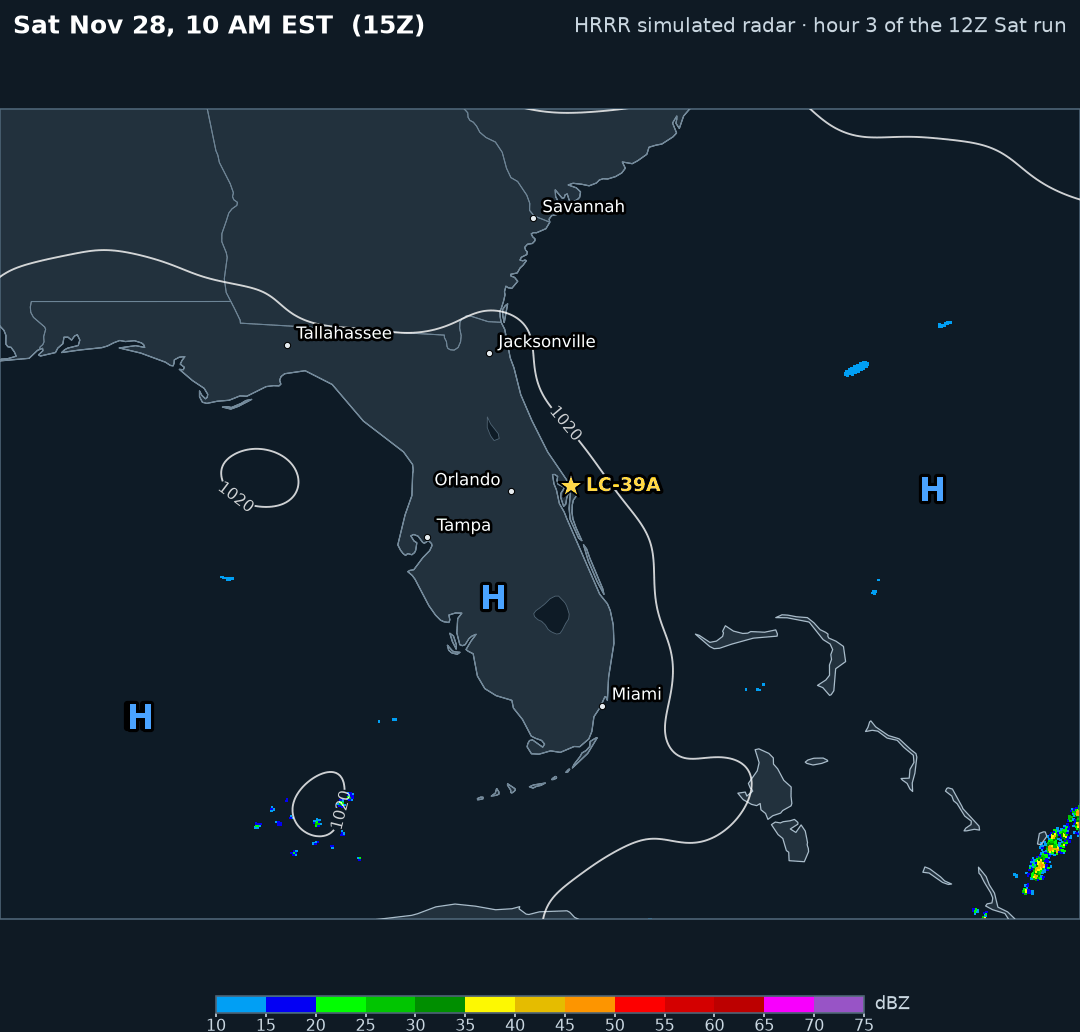 Sat Nov 28, 10 AM EST (15Z)
HRRR simulated radar · hour 3 of the 12Z Sat run
Savannah
Tallahassee
Jacksonville
1020
Orlando
LC-39A
1020
H
Tampa
H
Miami
H
1020
dBZ
10 15 20 25 30 35 40 45 50 55 60 65 70 75